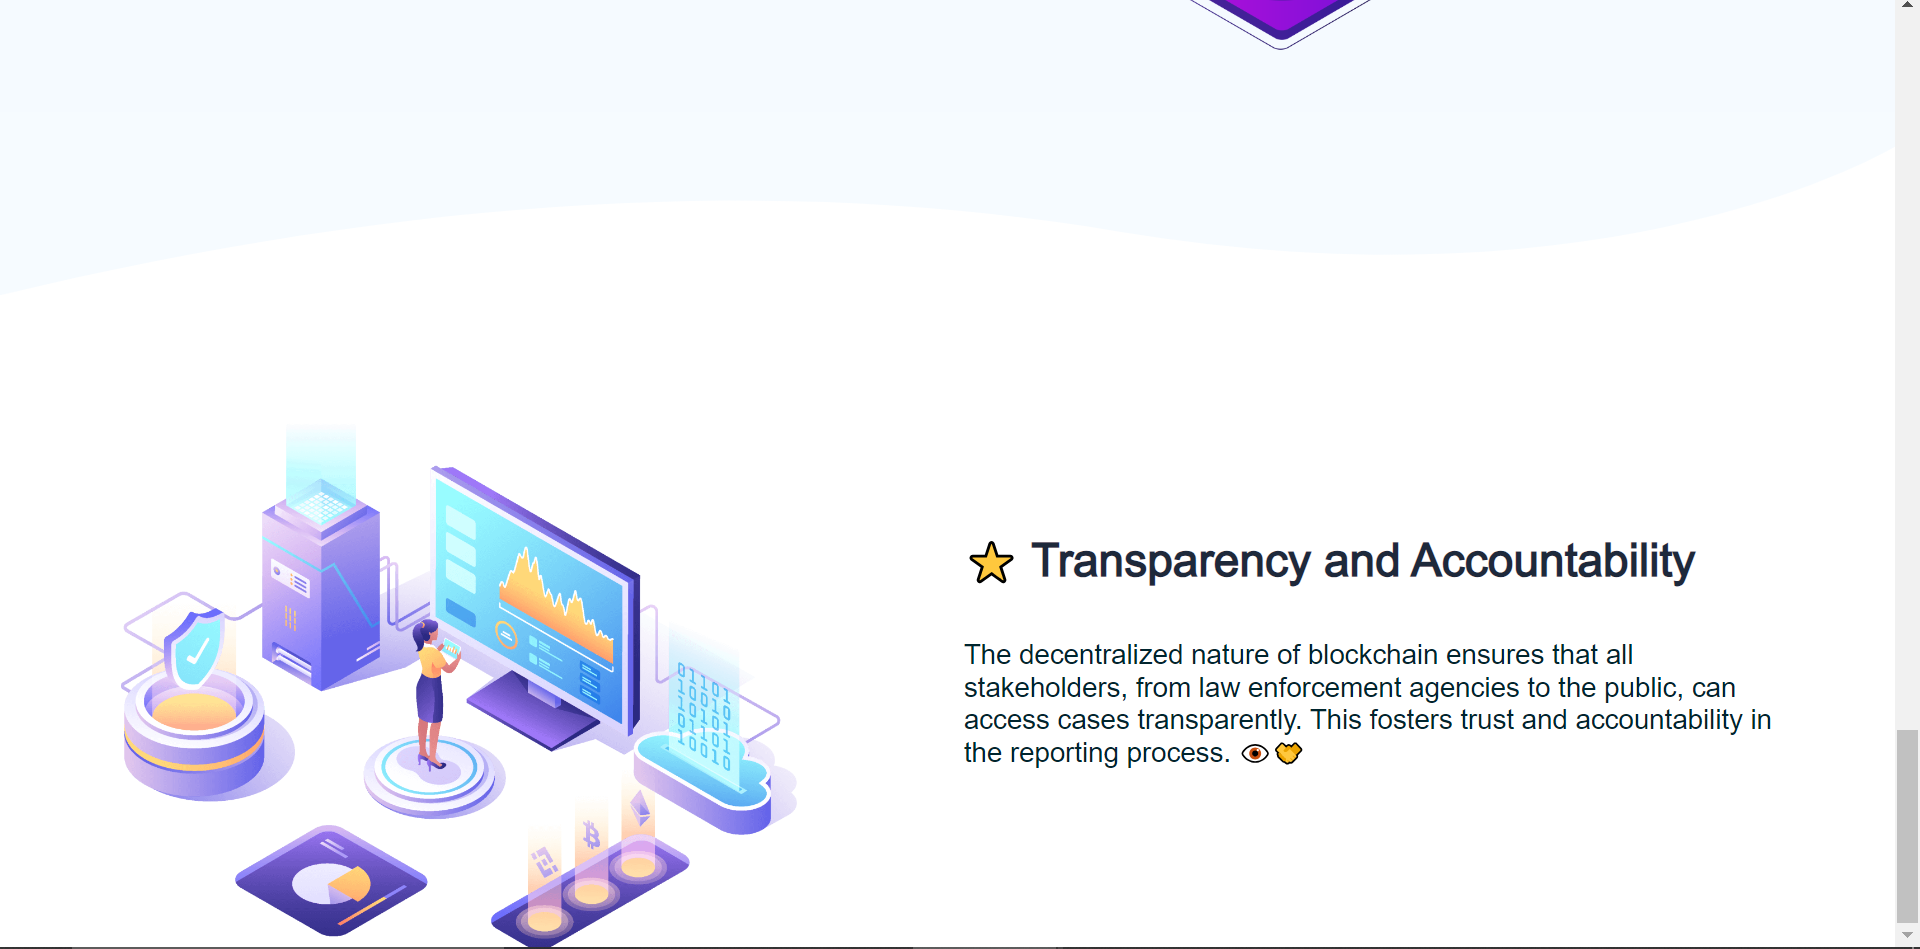 ⭐ Transparency and Accountability
The decentralized nature of blockchain ensures that all
stakeholders, from law enforcement agencies to the public, can
access cases transparently. This fosters trust and accountability in
the reporting process. 👁️🤝